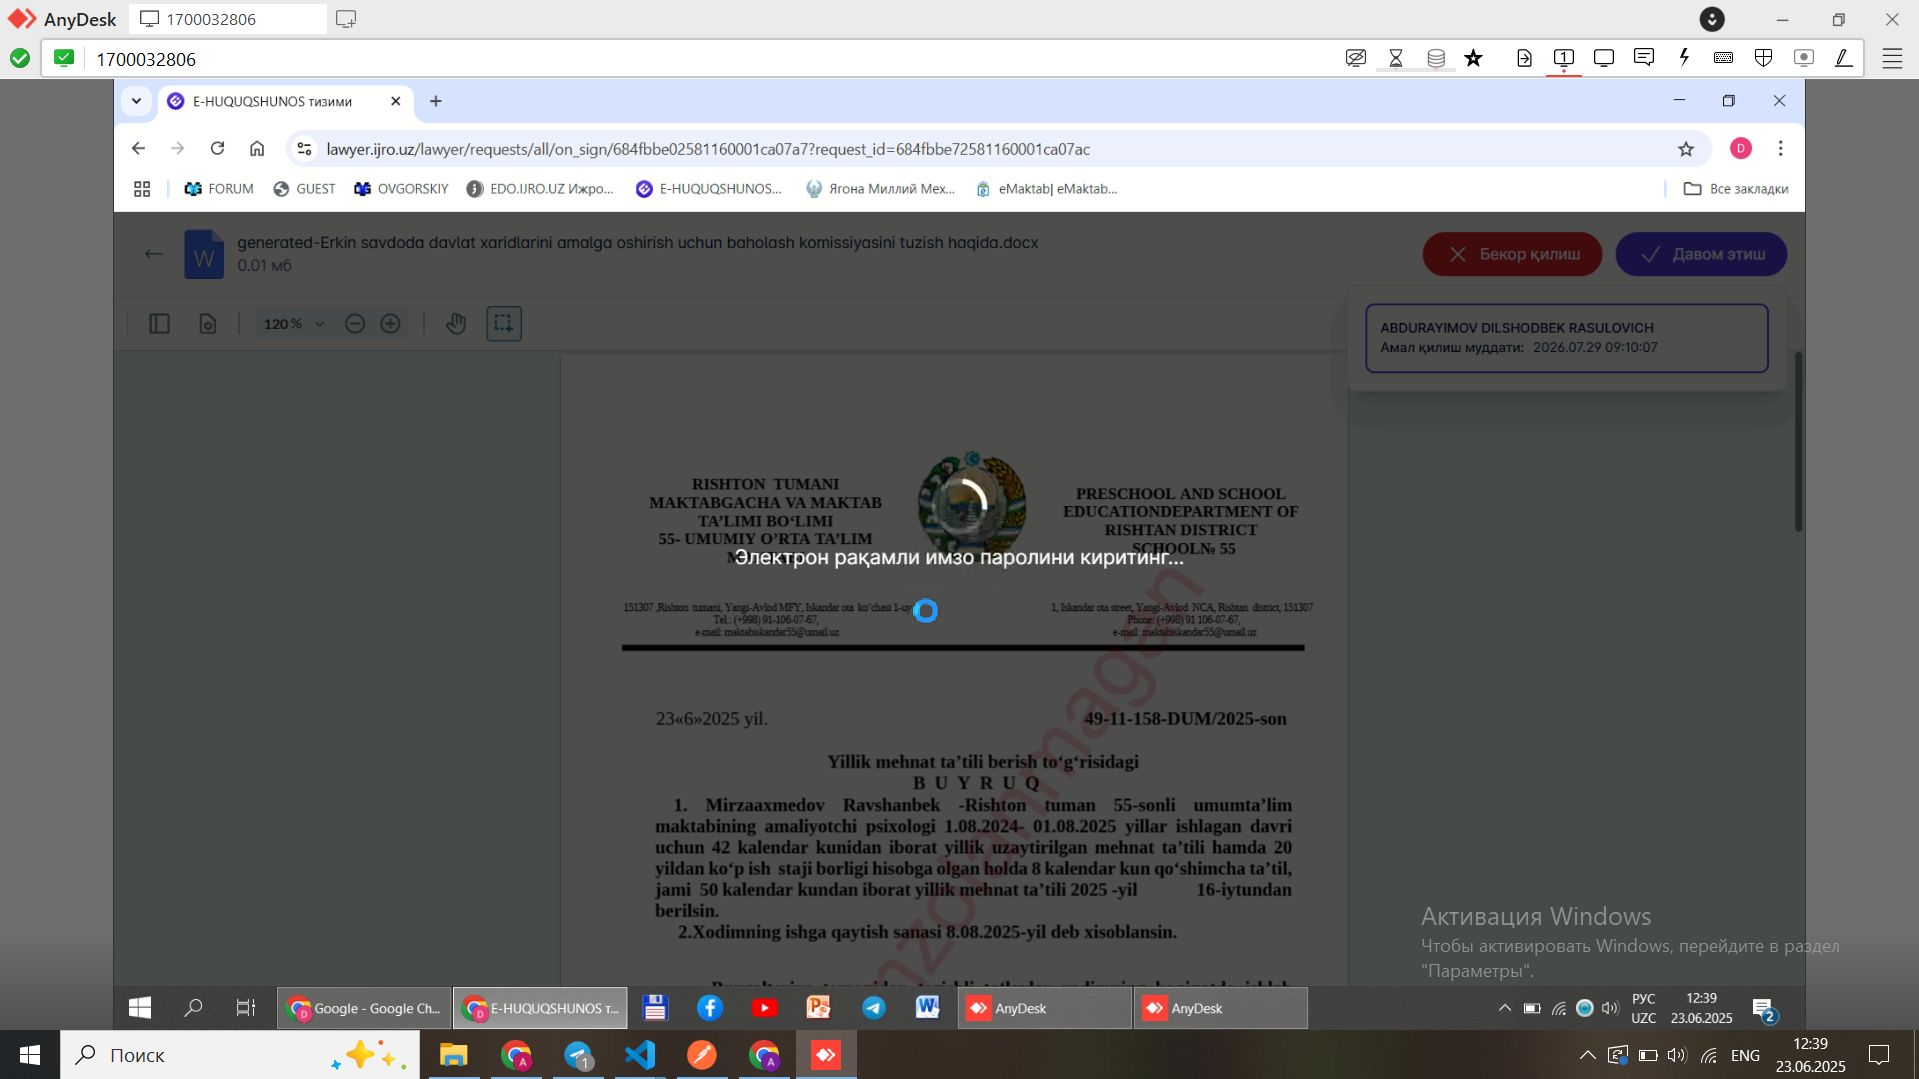 AnyDesk
1700032806
1700032806
1
E-HUQUQSHUNOS тизими
lawyer.ijro.uz/lawyer/requests/all/on_sign/684fbbe02581160001ca07a7?request_id=684fbbe72581160001ca07ac
D
FORUM
GUEST
OVGORSKIY
EDO.IJRO.UZ Ижро...
E-HUQUQSHUNOS...
Ягона Миллий Мех...
eMaktab| eMaktab...
Все закладки
W
generated-Erkin savdoda davlat xaridlarini amalga oshirish uchun baholash komissiyasini tuzish haqida.docx
0.01 мб
Бекор қилиш
Давом этиш
120%
ABDURAYIMOV DILSHODBEK RASULOVICH
Амал қилиш муддати: 2026.07.29 09:10:07
RISHTON TUMANI
MAKTABGACHA VA MAKTAB
TA’LIMI BO‘LIMI
55- UMUMIY O’RTA TA’LIM
PRESCHOOL AND SCHOOL
EDUCATIONDEPARTMENT OF
RISHTAN DISTRICT
SCHOOL№ 55
Электрон рақамли имзо паролини киритинг...
151307 ,Rishton tumani, Yangi-Avlod MFY, Iskandar ota ko‘chasi 1-uy
Tel.: (+998) 91-106-07-67,
e-mail: maktabiskandar55@umail.uz
1, Iskandar ota street, Yangi-Avlod NCA, Rishtan district, 151307
Phone: (+998) 91 106-07-67,
e-mail: maktabiskandar55@umail.uz
23«6»2025 yil.
49-11-158-DUM/2025-son
Yillik mehnat ta’tili berish to‘g‘risidagi
B U Y R U Q
1. Mirzaaxmedov Ravshanbek -Rishton tuman 55-sonli umumta’lim
maktabining amaliyotchi psixologi 1.08.2024- 01.08.2025 yillar ishlagan davri
uchun 42 kalendar kunidan iborat yillik uzaytirilgan mehnat ta’tili hamda 20
yildan ko‘p ish staji borligi hisobga olgan holda 8 kalendar kun qo‘shimcha ta’til,
jami 50 kalendar kundan iborat yillik mehnat ta’tili 2025 -yil 16-iytundan
berilsin.
2.Xodimning ishga qaytish sanasi 8.08.2025-yil deb xisoblansin.
Активация Windows
Чтобы активировать Windows, перейдите в раздел
"Параметры".
Google - Google Ch...
E-HUQUQSHUNOS т...
AnyDesk
AnyDesk
РУС
UZC
12:39
23.06.2025
2
Поиск
1
ENG
12:39
23.06.2025